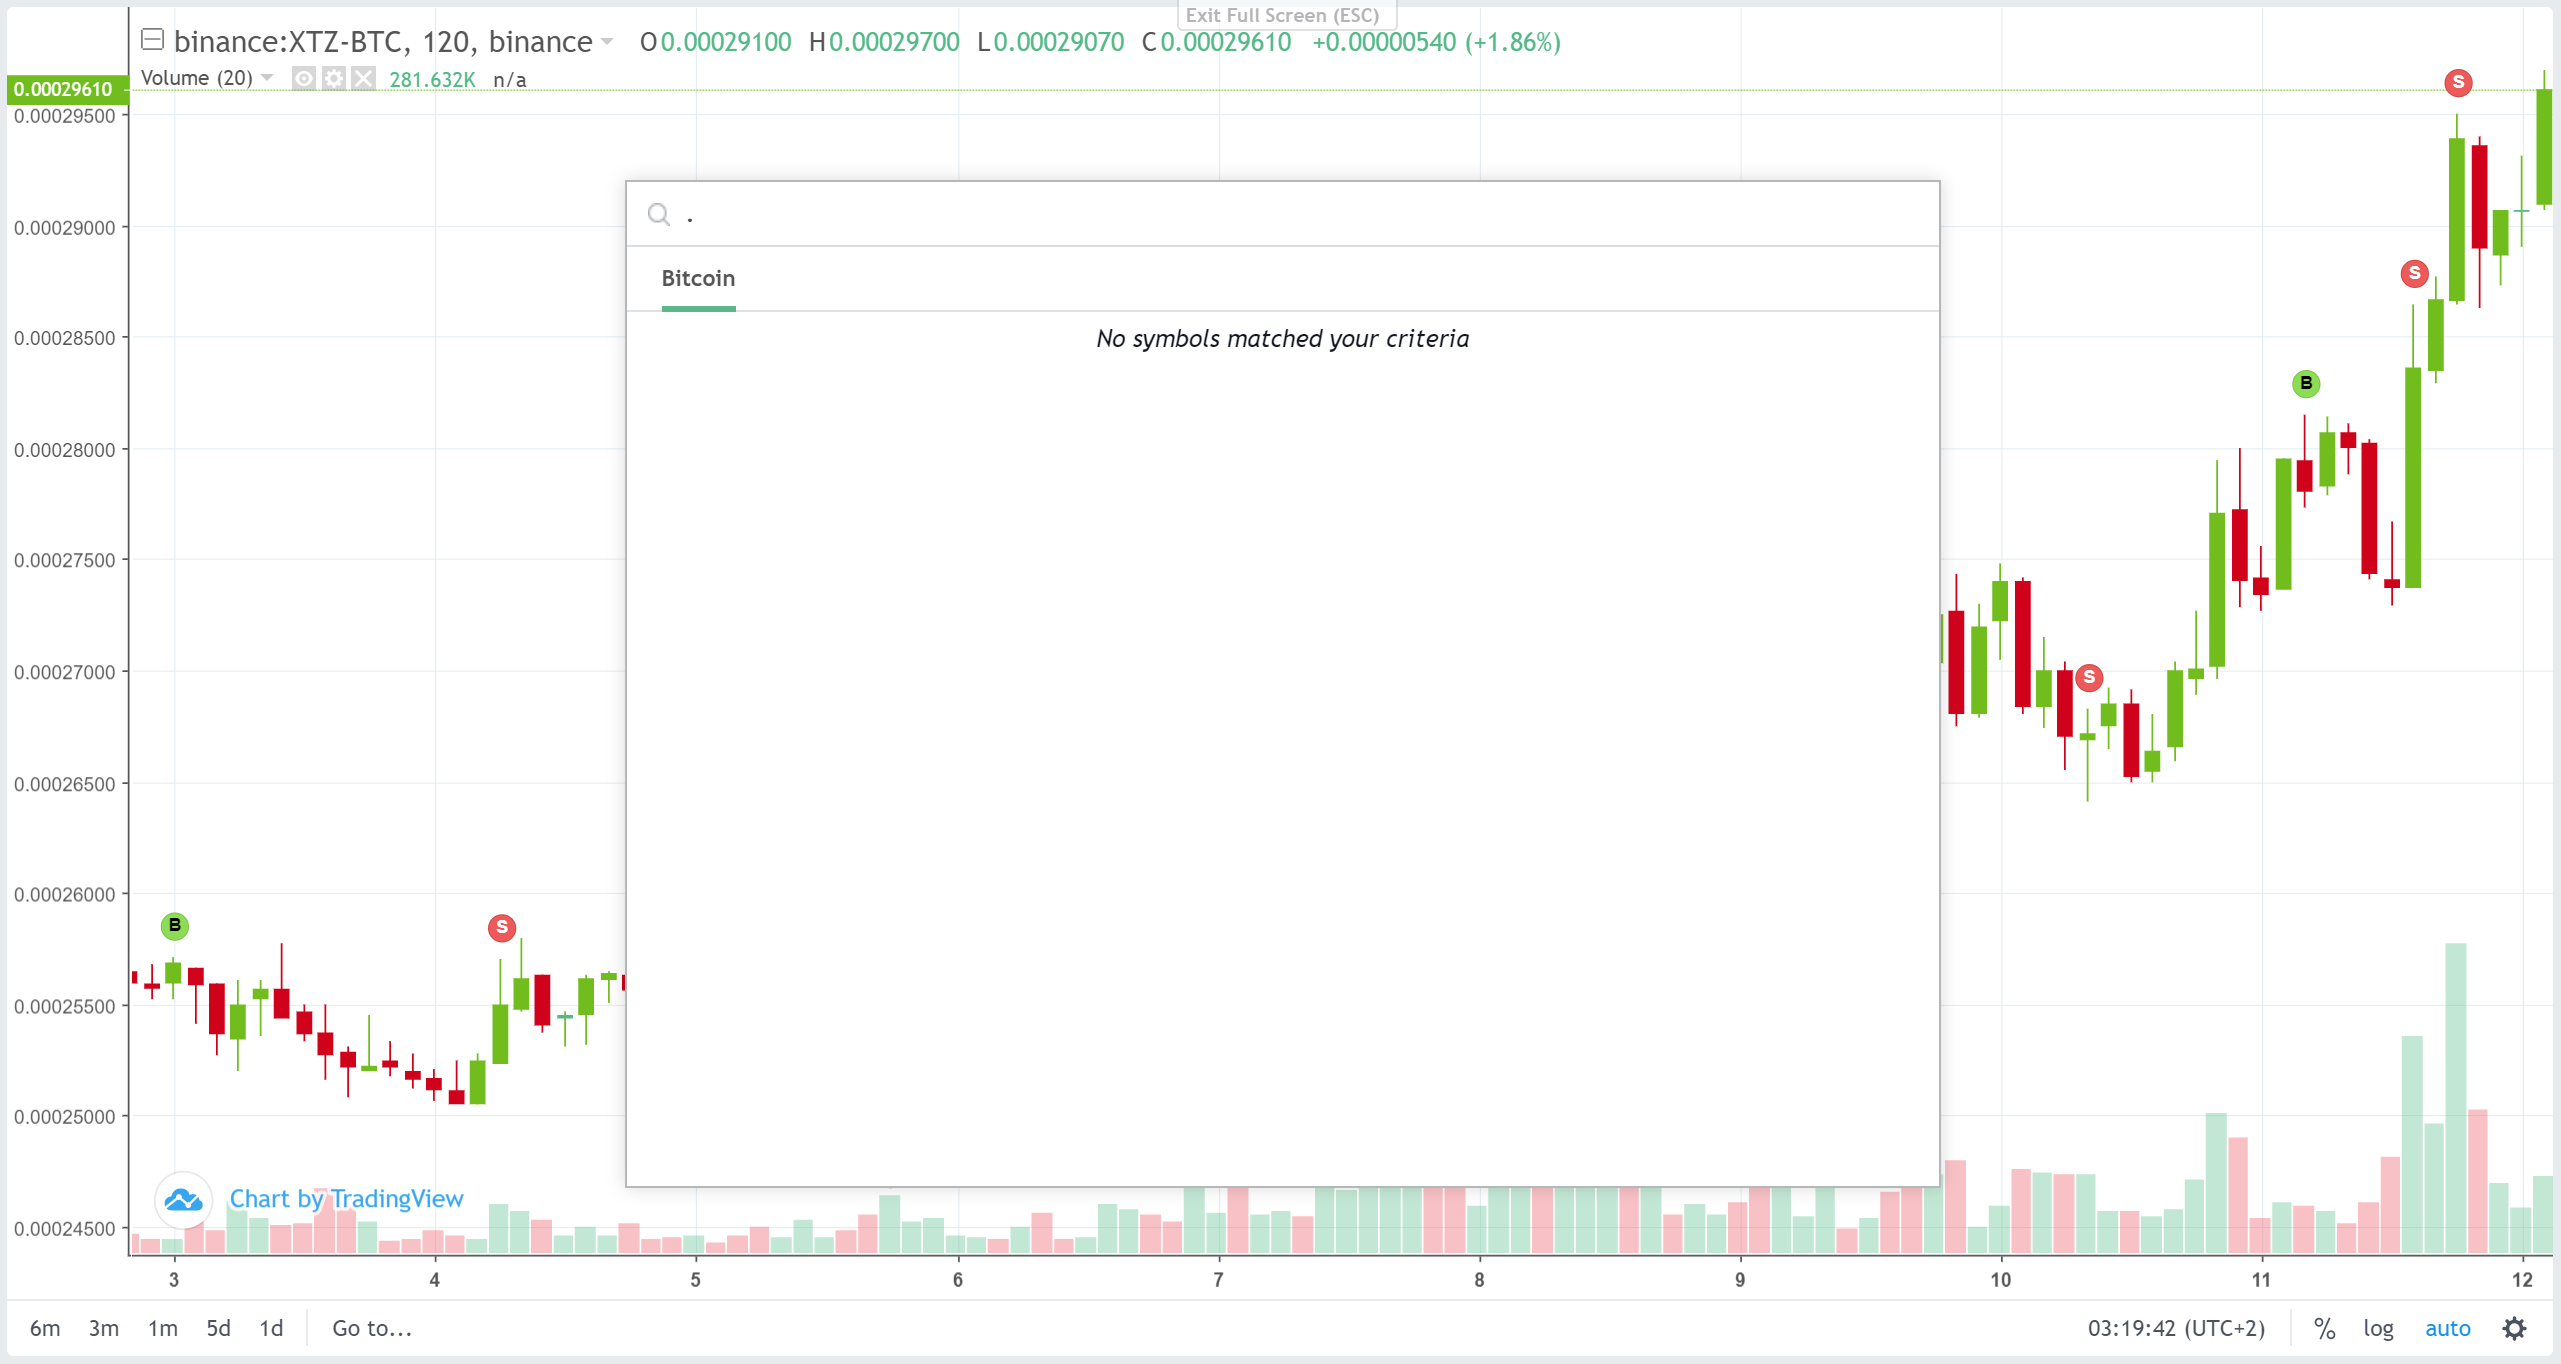 Exit Full Screen (ESC)
binance:XTZ-BTC, 120, binance O0.00029100 H0.00029700 L0.00029070 C0.00029610 +0.00000540 (+1.86%)
Volume (20) 281.632K n/a
0.00029610
0.00029500
0.00029000
0.00028500
0.00028000
0.00027500
0.00027000
0.00026500
0.00026000
0.00025500
0.00025000
0.00024500
.
Bitcoin
No symbols matched your criteria
S
S
B
S
B
S
Chart by TradingView
3 4 5 6 7 8 9 10 11 12
6m 3m 1m 5d 1d Go to... 03:19:42 (UTC+2) % log auto